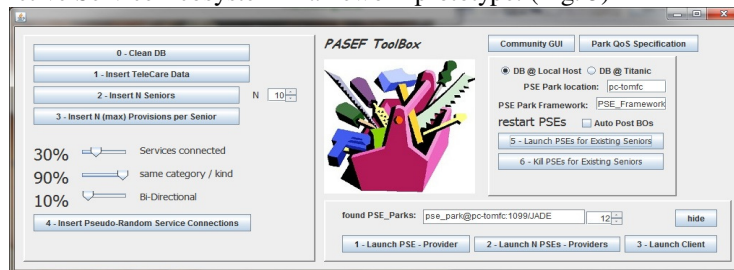 PASEF ToolBox
0 - Clean DB
1 - Insert TeleCare Data
2 - Insert N Seniors
N 10
3 - Insert N (max) Provisions per Senior
30% Services connected
90% same category / kind
10% Bi-Directional
4 - Insert Pseudo-Random Service Connections
Community GUI
Park QoS Specification
DB @ Local Host DB @ Titanic
PSE Park location: pc-tomfc
PSE Park Framework: PSE_Framework
restart PSEs Auto Post BOs
5 - Launch PSEs for Existing Seniors
6 - Kill PSEs for Existing Seniors
found PSE_Parks: pse_park@pc-tomfc:1099/JADE 12 hide
1 - Launch PSE - Provider
2 - Launch N PSEs - Providers
3 - Launch Client